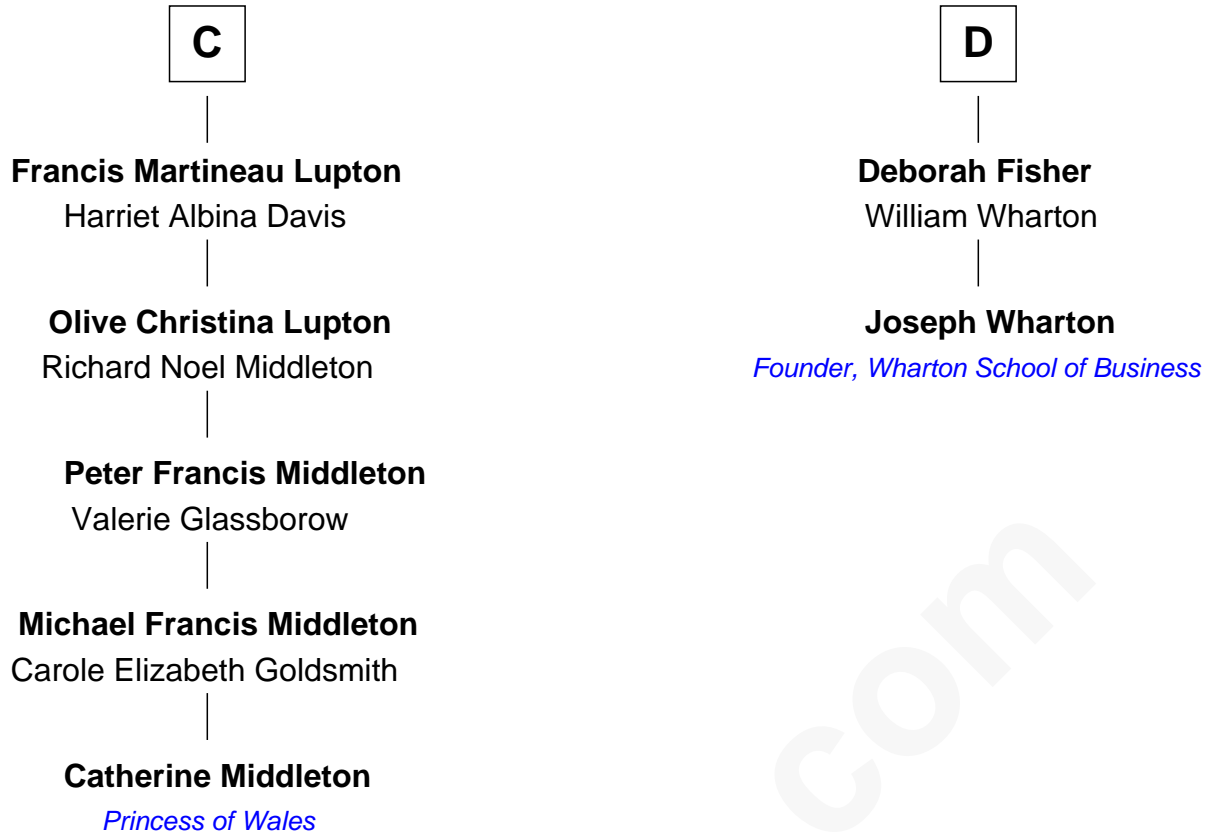 C
Francis Martineau Lupton
Harriet Albina Davis
Olive Christina Lupton
Richard Noel Middleton
Peter Francis Middleton
Valerie Glassborow
Michael Francis Middleton
Carole Elizabeth Goldsmith
Catherine Middleton
Princess of Wales
D
Deborah Fisher
William Wharton
Joseph Wharton
Founder, Wharton School of Business
com